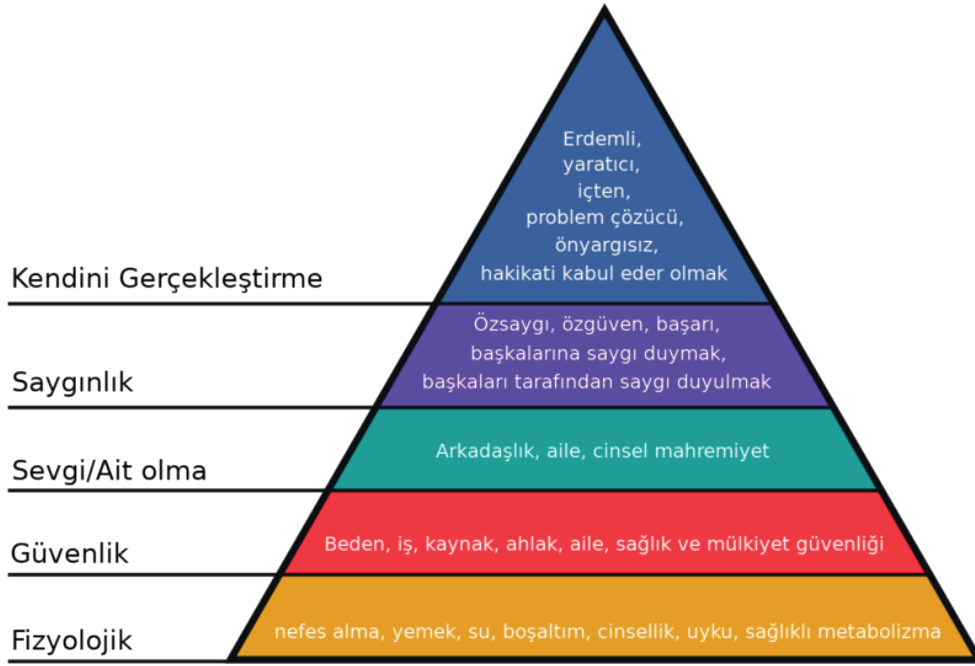 Erdemli,
yaratıcı,
içten,
problem çözücü,
önyargısız,
hakikati kabul eder olmak
Kendini Gerçekleştirme
Özsaygı, özgüven, başarı,
başkalarına saygı duymak,
başkaları tarafından saygı duyulmak
Saygınlık
Arkadaşlık, aile, cinsel mahremiyet
Sevgi/Ait olma
Beden, iş, kaynak, ahlak, aile, sağlık ve mülkiyet güvenliği
Güvenlik
nefes alma, yemek, su, boşaltım, cinsellik, uyku, sağlıklı metabolizma
Fizyolojik